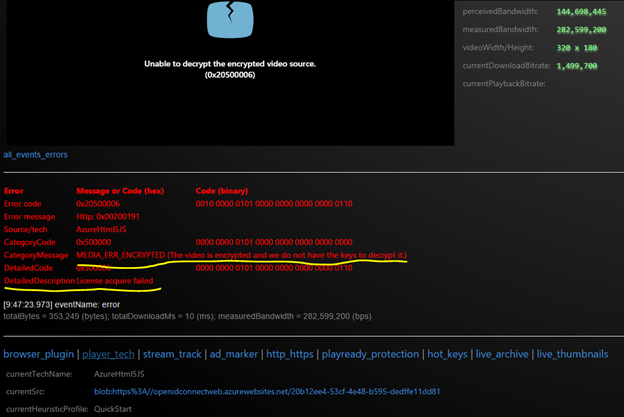 perceivedBandwidth: 144,698,445
measuredBandwidth: 282,599,200
videoWidth/Height: 320 x 180
currentDownloadBitrate: 1,499,700
currentPlaybackBitrate:
Unable to decrypt the encrypted video source.
(0x20500006)
all_events_errors
Error Message or Code (hex) Code (binary)
Error code 0x20500006 0010 0000 0101 0000 0000 0000 0000 0110
Error message Http: 0x00200191
Source/tech AzureHtml5JS
CategoryCode 0x500000 0000 0000 0101 0000 0000 0000 0000 0000
CategoryMessage MEDIA_ERR_ENCRYPTED (The video is encrypted and we do not have the keys to decrypt it.)
DetailedCode 0x500006 0000 0000 0101 0000 0000 0000 0000 0110
DetailedDescription License acquire failed
[9:47:23.973] eventName: error
totalBytes = 353,249 (bytes); totalDownloadMs = 10 (ms); measuredBandwidth = 282,599,200 (bps)
browser_plugin | player_tech | stream_track | ad_marker | http_https | playready_protection | hot_keys | live_archive | live_thumbnails
currentTechName: AzureHtml5JS
currentSrc: blob:https%3A//openidconnectweb.azurewebsites.net/20b12ee4-53cf-4e48-b595-dedffe11dd81
currentHeuristicProfile: QuickStart